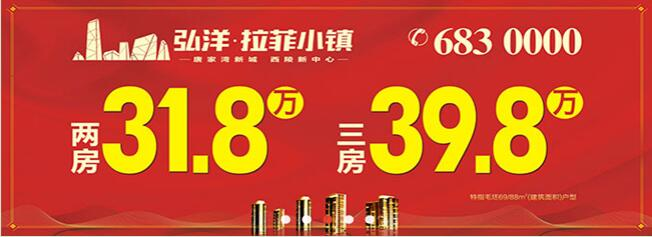 弘洋·拉菲小镇
唐家湾新城 西陵新中心
683 0000
两房31.8万
三房39.8万
特指毛坯69/88㎡(建筑面积)户型